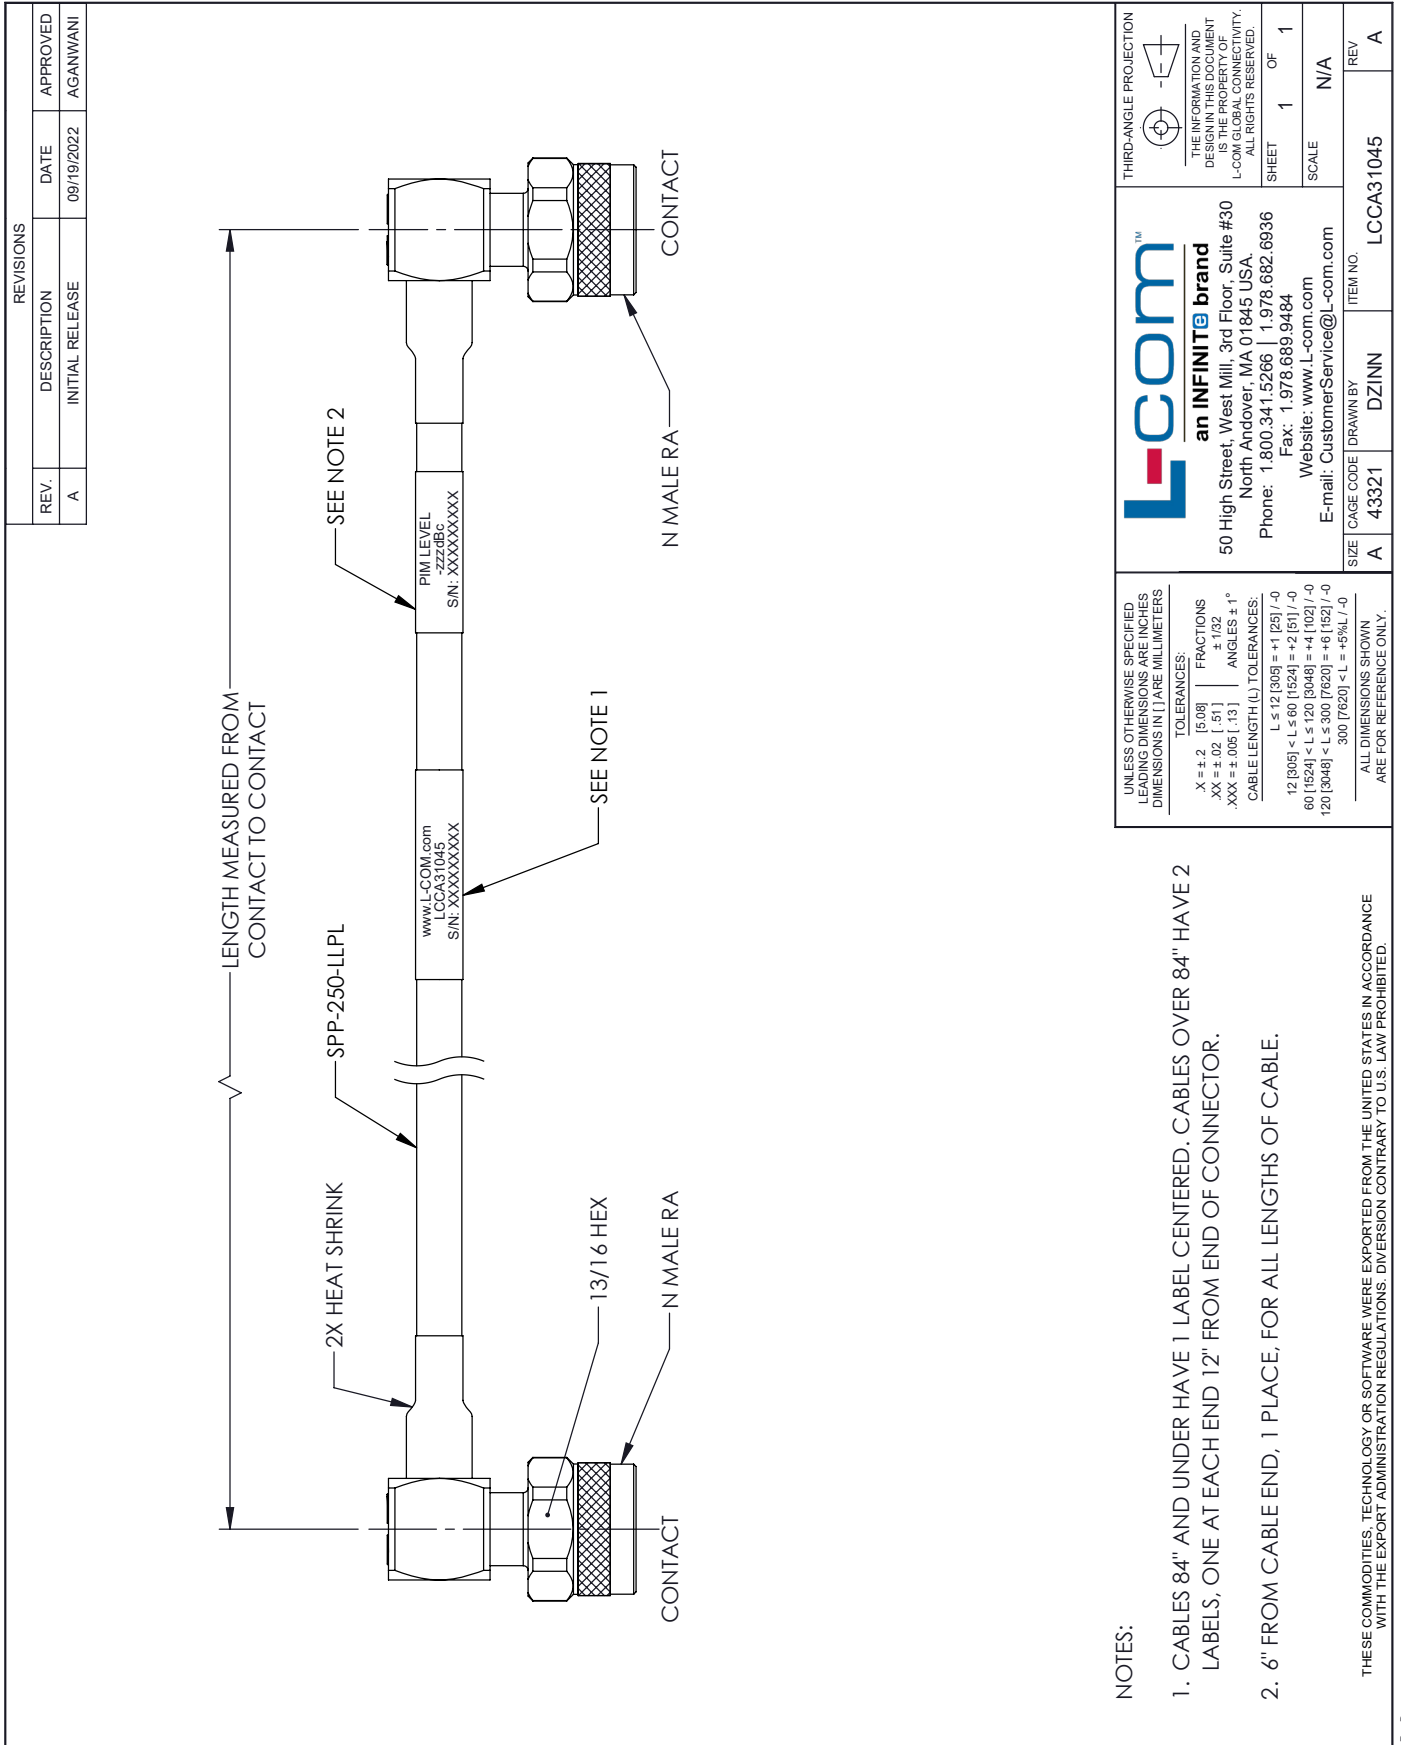 REVISIONS
REV. DESCRIPTION DATE APPROVED
A INITIAL RELEASE 09/19/2022 AGANWANI
LENGTH MEASURED FROM
CONTACT TO CONTACT
2X HEAT SHRINK
SPP-250-LLPL
SEE NOTE 2
www.L-COM.com
LCCA31045
S/N: XXXXXXXXX
PIM LEVEL
-zzzdBc
S/N: XXXXXXXXX
SEE NOTE 1
13/16 HEX
N MALE RA
N MALE RA
CONTACT
CONTACT
NOTES:
1. CABLES 84" AND UNDER HAVE 1 LABEL CENTERED. CABLES OVER 84" HAVE 2
LABELS, ONE AT EACH END 12" FROM END OF CONNECTOR.
2. 6" FROM CABLE END, 1 PLACE, FOR ALL LENGTHS OF CABLE.
THESE COMMODITIES, TECHNOLOGY OR SOFTWARE WERE EXPORTED FROM THE UNITED STATES IN ACCORDANCE
WITH THE EXPORT ADMINISTRATION REGULATIONS. DIVERSION CONTRARY TO U.S. LAW PROHIBITED.
UNLESS OTHERWISE SPECIFIED
LEADING DIMENSIONS ARE INCHES
DIMENSIONS IN [ ] ARE MILLIMETERS
TOLERANCES:
.X = ± .2 [5.08] FRACTIONS
.XX = ± .02 [ .51 ] ± 1/32
.XXX = ± .005 [ .13 ] ANGLES ± 1°
CABLE LENGTH (L) TOLERANCES:
L ≤ 12 [305] = +1 [25] / -0
12 [305] < L ≤ 60 [1524] = +2 [51] / -0
60 [1524] < L ≤ 120 [3048] = +4 [102] / -0
120 [3048] < L ≤ 300 [7620] = +6 [152] / -0
300 [7620] < L = +5%L / -0
ALL DIMENSIONS SHOWN
ARE FOR REFERENCE ONLY.
L-com™
an INFINITe brand
50 High Street, West Mill, 3rd Floor, Suite #30
North Andover, MA 01845 USA.
Phone: 1.800.341.5266 | 1.978.682.6936
Fax: 1.978.689.9484
Website: www.L-com.com
E-mail: CustomerService@L-com.com
THIRD-ANGLE PROJECTION
THE INFORMATION AND
DESIGN IN THIS DOCUMENT
IS THE PROPERTY OF
L-COM GLOBAL CONNECTIVITY.
ALL RIGHTS RESERVED.
SHEET 1 OF 1
SCALE N/A
SIZE CAGE CODE DRAWN BY ITEM NO. REV
A 43321 DZINN LCCA31045 A